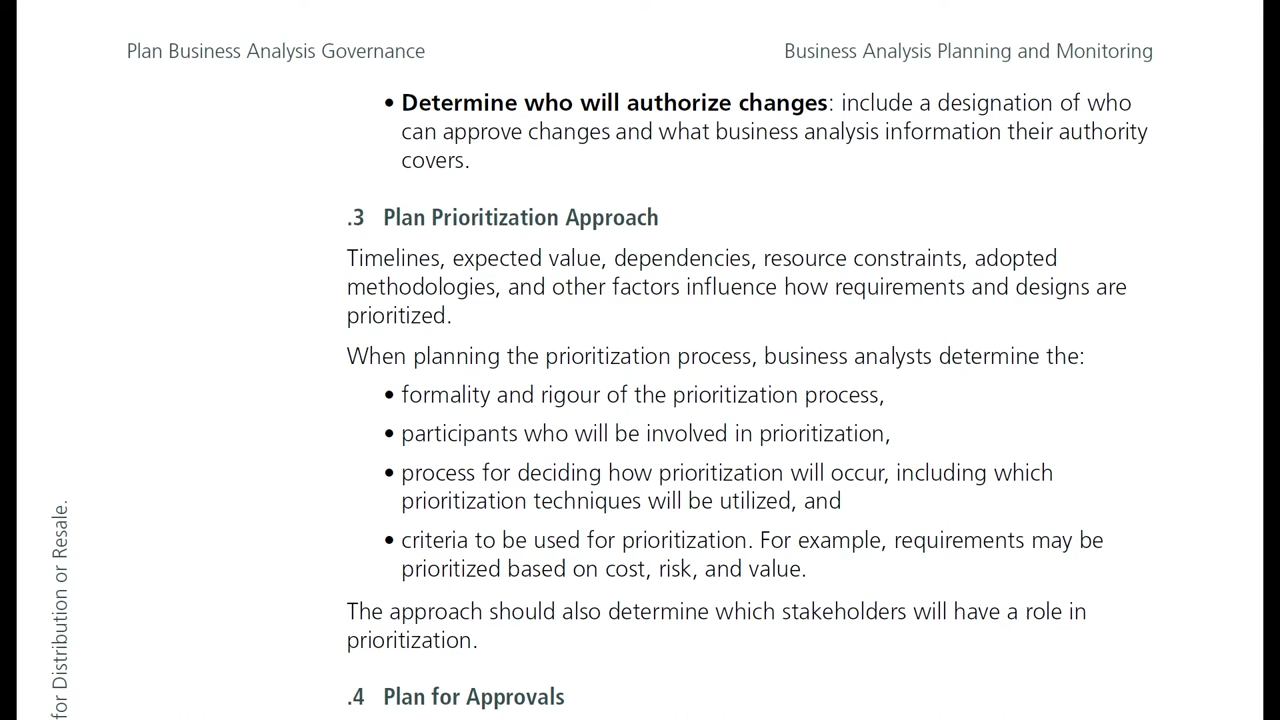 Plan Business Analysis Governance
Business Analysis Planning and Monitoring
• Determine who will authorize changes: include a designation of who
can approve changes and what business analysis information their authority
covers.
.3 Plan Prioritization Approach
Timelines, expected value, dependencies, resource constraints, adopted
methodologies, and other factors influence how requirements and designs are
prioritized.
When planning the prioritization process, business analysts determine the:
• formality and rigour of the prioritization process,
• participants who will be involved in prioritization,
• process for deciding how prioritization will occur, including which
prioritization techniques will be utilized, and
• criteria to be used for prioritization. For example, requirements may be
prioritized based on cost, risk, and value.
The approach should also determine which stakeholders will have a role in
prioritization.
.4 Plan for Approvals
for Distribution or Resale.